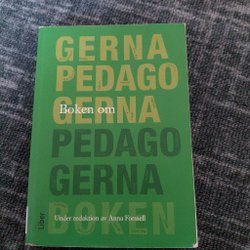 GERNA
PEDAGO
GERNA
Boken om
PEDAGO
GERNA
Under redaktion av Anna Forssell
BOKEN
Liber